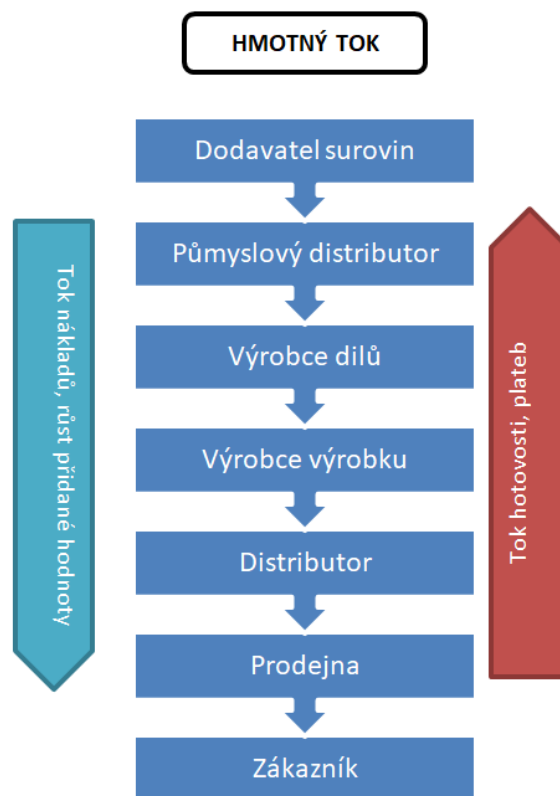 HMOTNÝ TOK
Dodavatel surovin
Půmyslový distributor
Výrobce dílů
Výrobce výrobku
Distributor
Prodejna
Zákazník
Tok nákladů, růst přidané hodnoty
Tok hotovosti, plateb